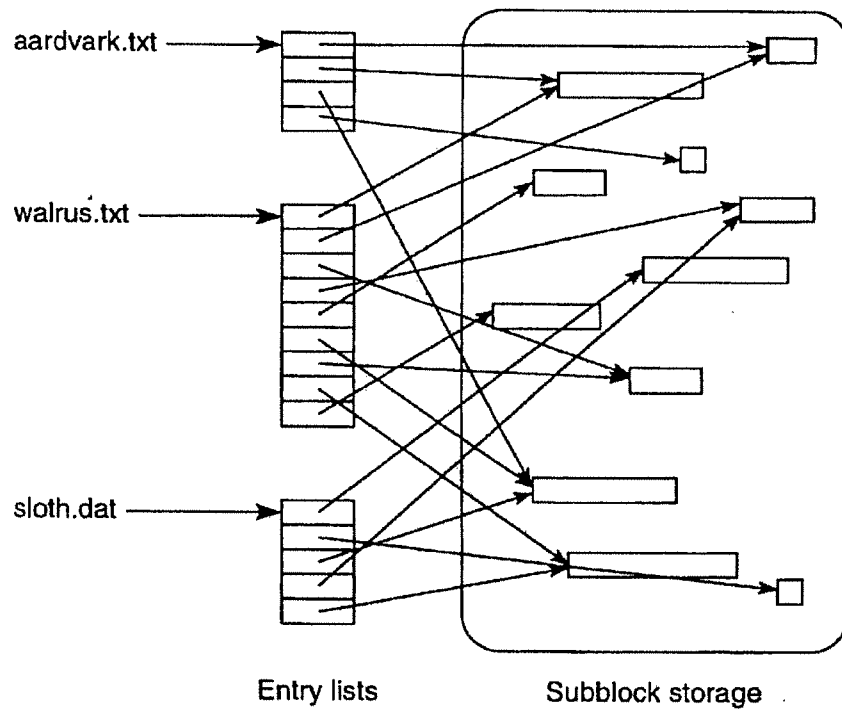 aardvark.txt
walrus.txt
sloth.dat
Entry lists
Subblock storage